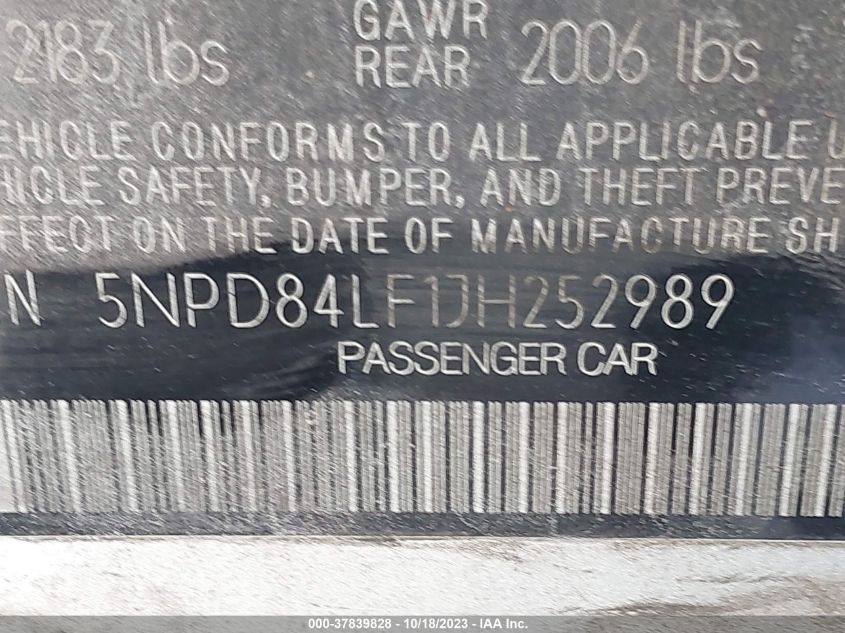 2183 lbs GAWR REAR 2006 lbs
EHICLE CONFORMS TO ALL APPLICABLE U
HICLE SAFETY, BUMPER, AND THEFT PREVE
EFFECT ON THE DATE OF MANUFACTURE SH
N 5NPD84LF1JH252989
PASSENGER CAR
000-37839828 - 10/18/2023 - IAA Inc.